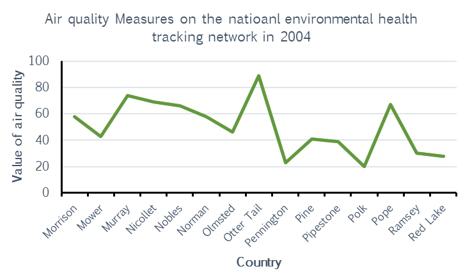 Air quality Measures on the natioanl environmental health
tracking network in 2004
Value of air quality
100
80
60
40
20
0
Morrison
Mower
Murray
Nicollet
Nobles
Norman
Olmsted
Otter Tail
Pennington
Pine
Pipestone
Polk
Pope
Ramsey
Red Lake
Country